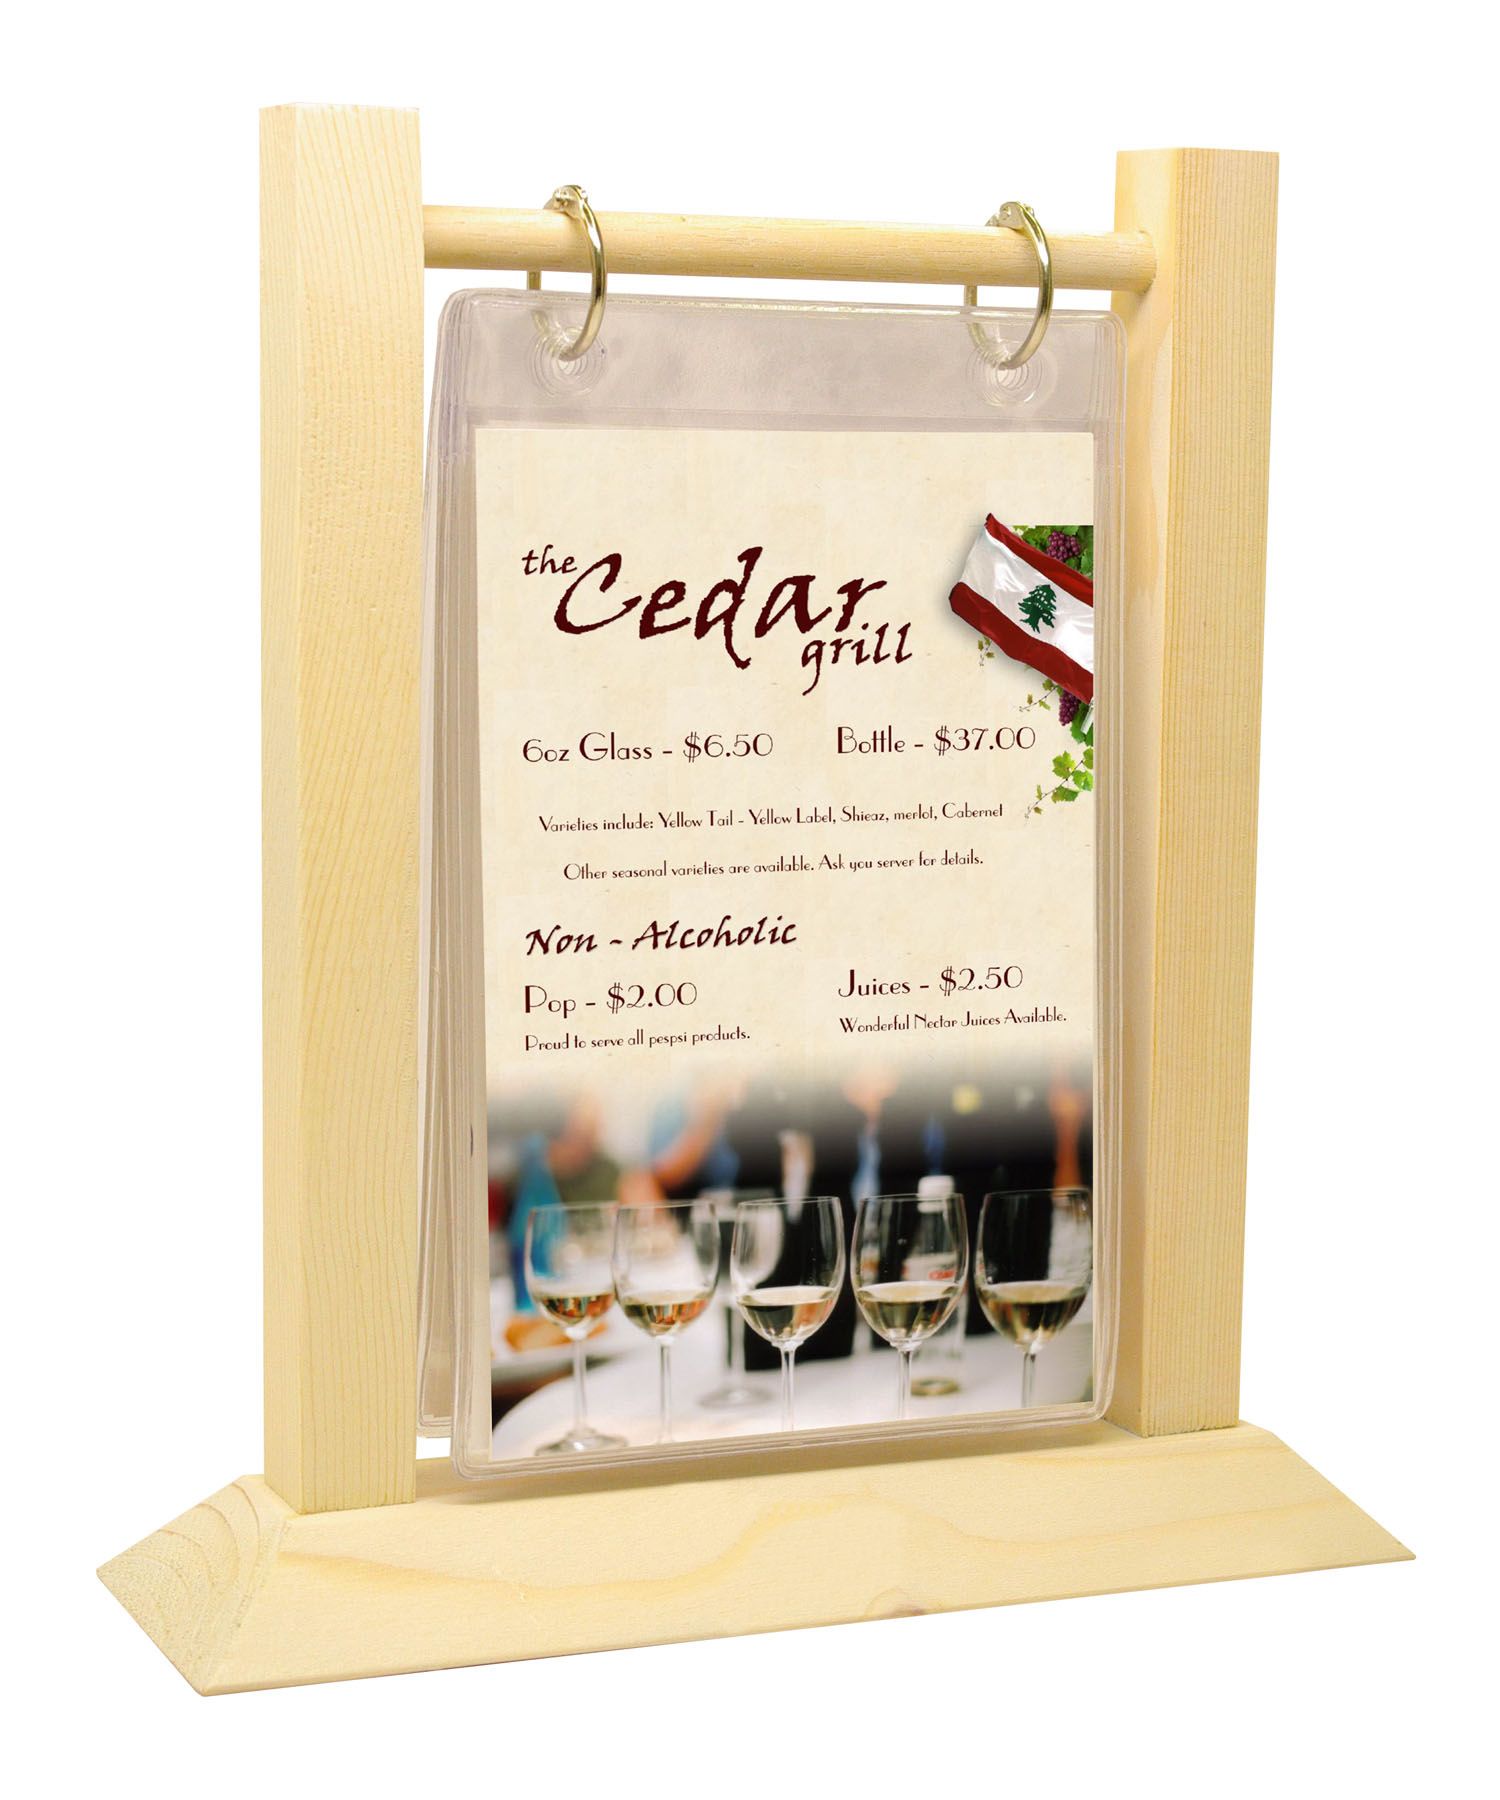 the Cedar grill
6oz Glass - $6.50 Bottle - $37.00
Varieties include: Yellow Tail - Yellow Label, Shieaz, merlot, Cabernet
Other seasonal varieties are available. Ask you server for details.
Non - Alcoholic
Pop - $2.00 Juices - $2.50
Proud to serve all pespsi products. Wonderful Nectar Juices Available.